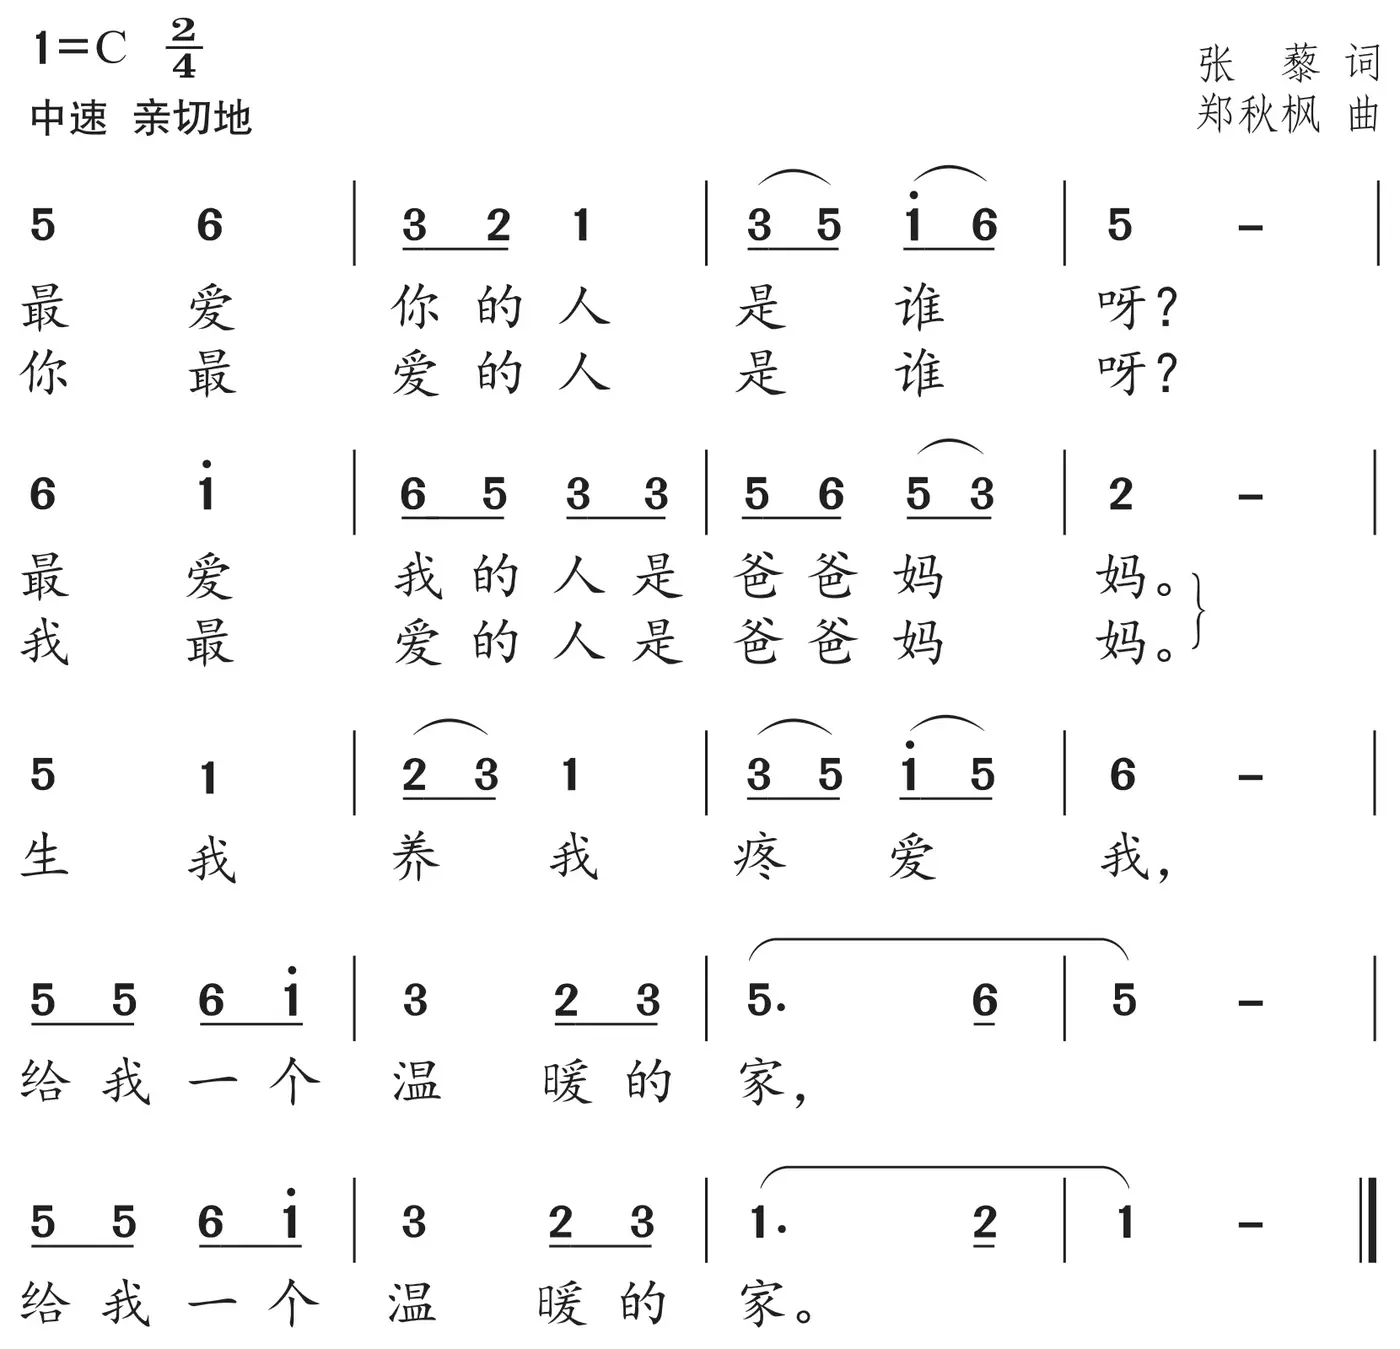 1=C 2/4
张 藜 词
中速 亲切地
郑秋枫 曲
5 6 | 3 2 1 | 3 5 i 6 | 5 – |
最 爱 你 的 人 是 谁 呀？
你 最 爱 的 人 是 谁 呀？
6 i | 6 5 3 3 | 5 6 5 3 | 2 – |
最 爱 我 的 人 是 爸 爸 妈 妈。
我 最 爱 的 人 是 爸 爸 妈 妈。
5 1 | 2 3 1 | 3 5 i 5 | 6 – |
生 我 养 我 疼 爱 我，
5 5 6 i | 3 2 3 | 5. 6 | 5 – |
给 我 一 个 温 暖 的 家，
5 5 6 i | 3 2 3 | 1. 2 | 1 – ‖
给 我 一 个 温 暖 的 家。